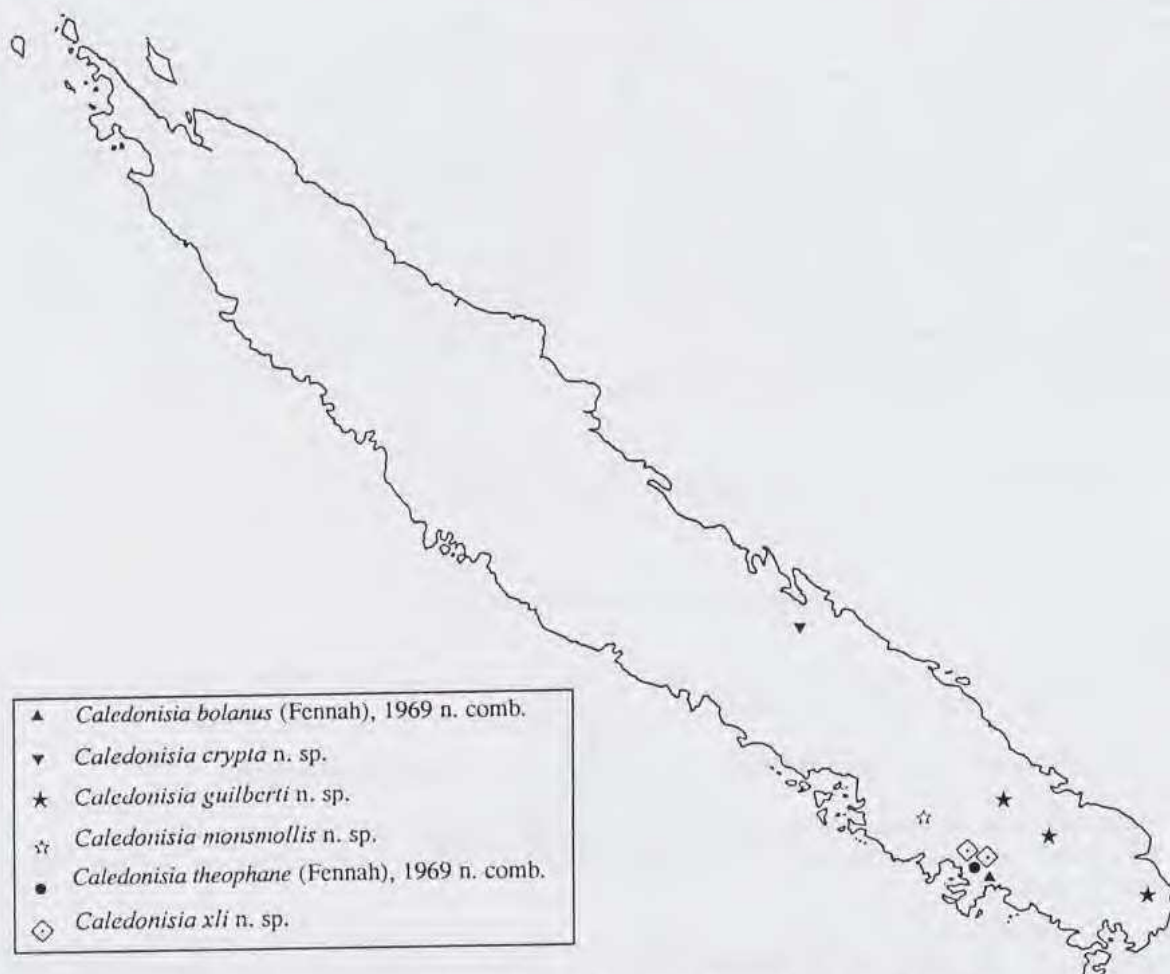 Caledonisia bolanus (Fennah), 1969 n. comb.
Caledonisia crypta n. sp.
Caledonisia guilberti n. sp.
Caledonisia monsmollis n. sp.
Caledonisia theophane (Fennah), 1969 n. comb.
Caledonisia xli n. sp.